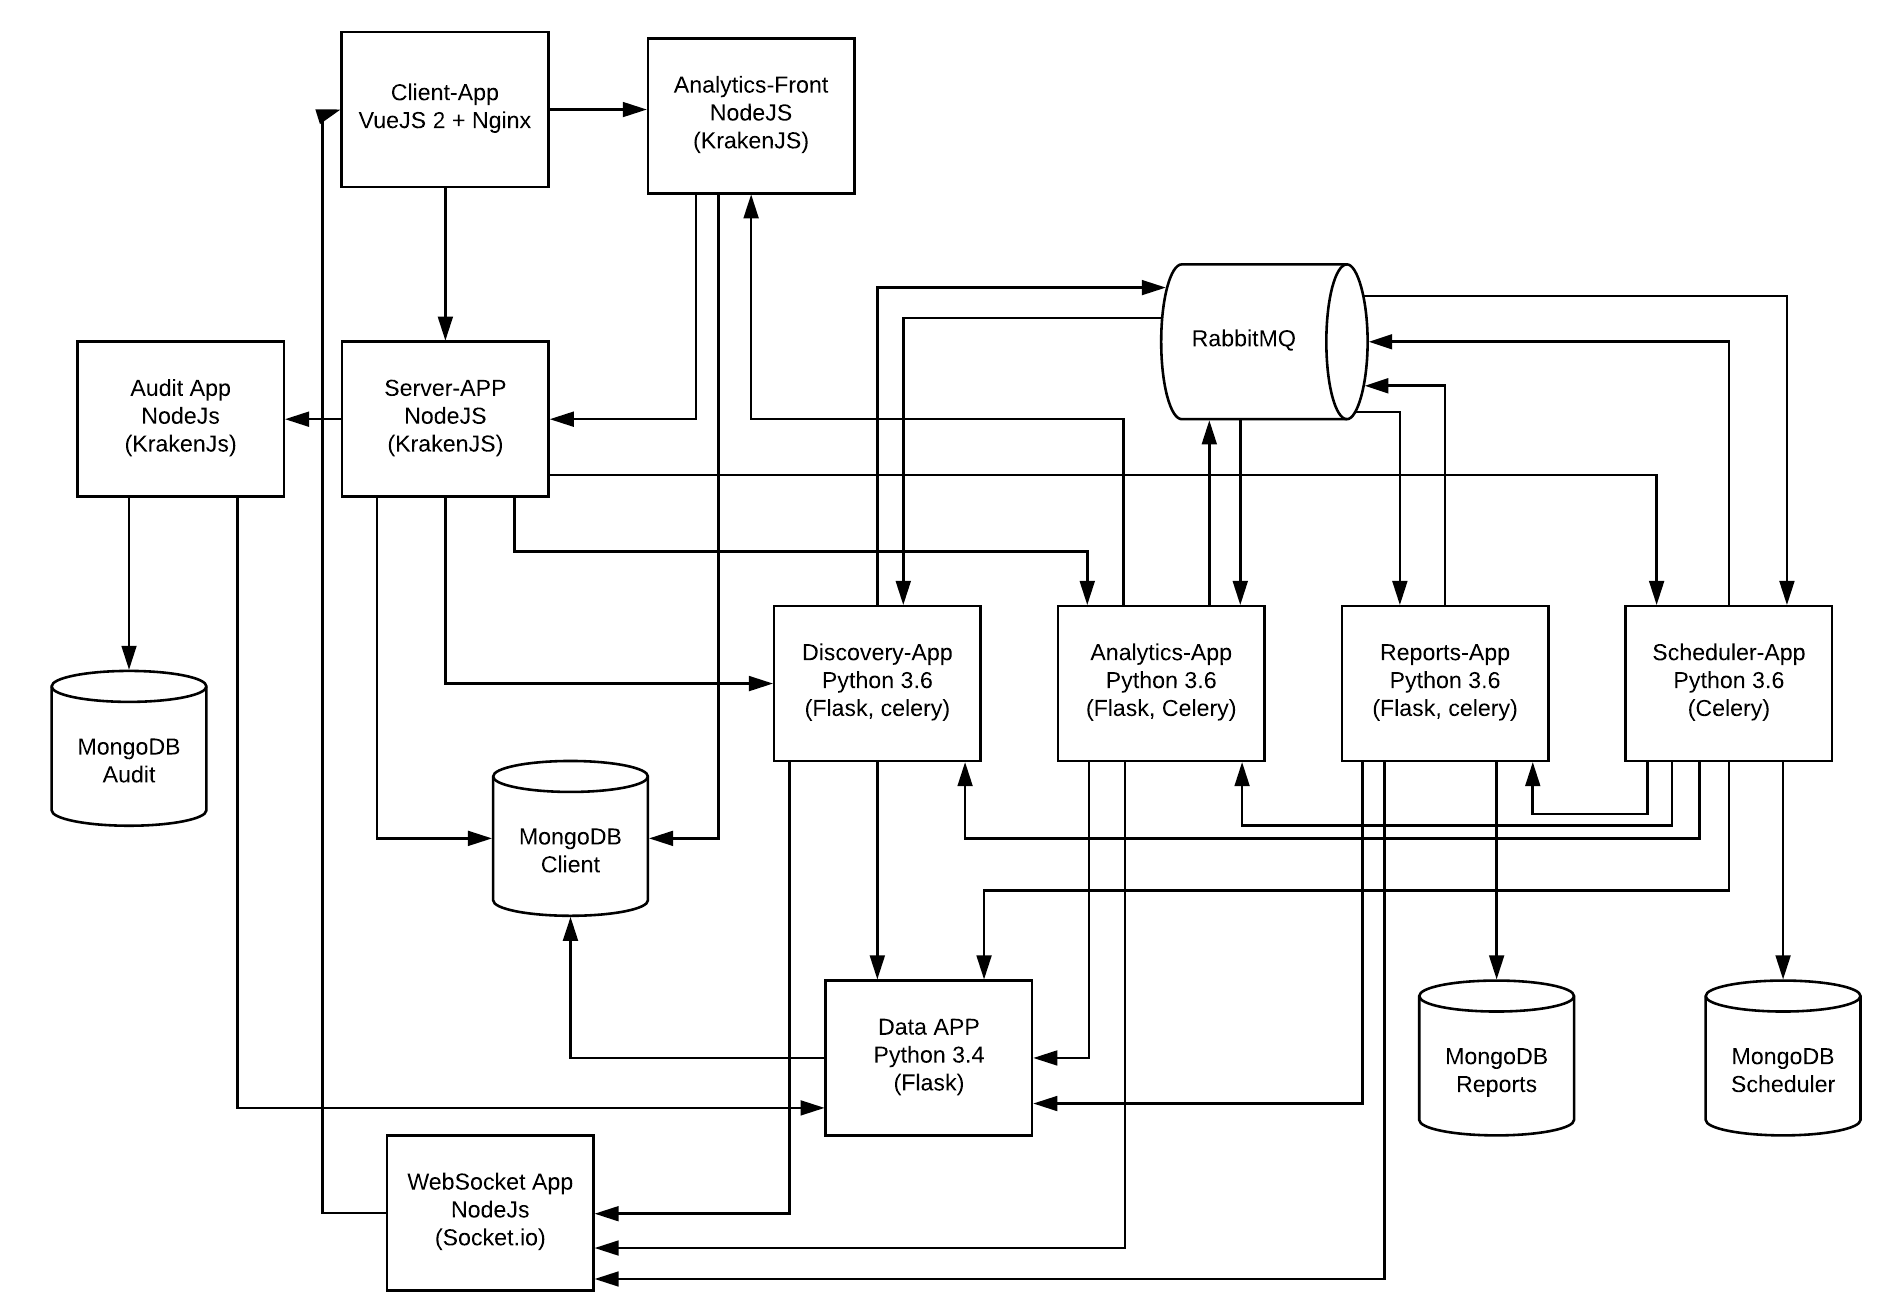 Client-App
VueJS 2 + Nginx
Analytics-Front
NodeJS
(KrakenJS)
RabbitMQ
Audit App
NodeJs
(KrakenJs)
Server-APP
NodeJS
(KrakenJS)
Discovery-App
Python 3.6
(Flask, celery)
Analytics-App
Python 3.6
(Flask, Celery)
Reports-App
Python 3.6
(Flask, celery)
Scheduler-App
Python 3.6
(Celery)
MongoDB
Audit
MongoDB
Client
Data APP
Python 3.4
(Flask)
MongoDB
Reports
MongoDB
Scheduler
WebSocket App
NodeJs
(Socket.io)